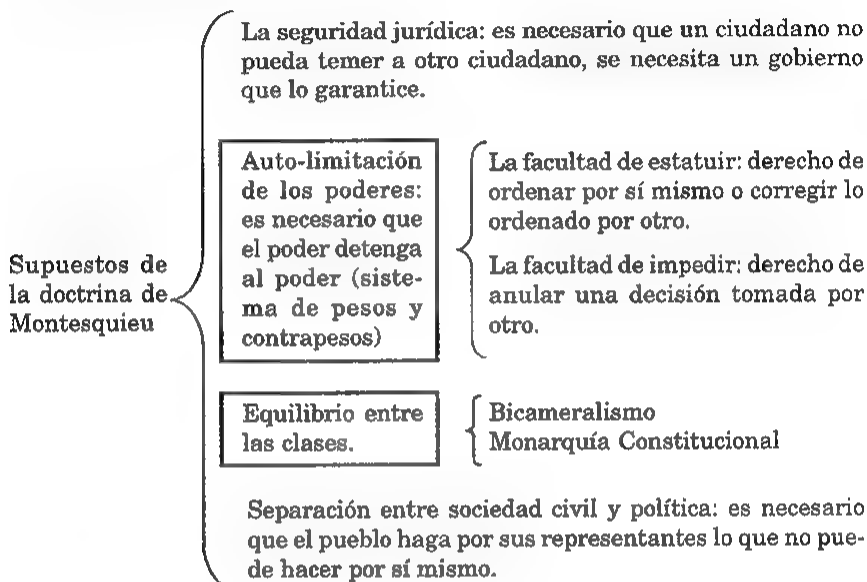 La seguridad jurídica: es necesario que un ciudadano no
pueda temer a otro ciudadano, se necesita un gobierno
que lo garantice.
Supuestos de
la doctrina de
Montesquieu
Auto-limitación
de los poderes:
es necesario que
el poder detenga
al poder (siste-
ma de pesos y
contrapesos)
La facultad de estatuir: derecho de
ordenar por sí mismo o corregir lo
ordenado por otro.
La facultad de impedir: derecho de
anular una decisión tomada por
otro.
Equilibrio entre
las clases.
Bicameralismo
Monarquía Constitucional
Separación entre sociedad civil y política: es necesario
que el pueblo haga por sus representantes lo que no pue-
de hacer por sí mismo.